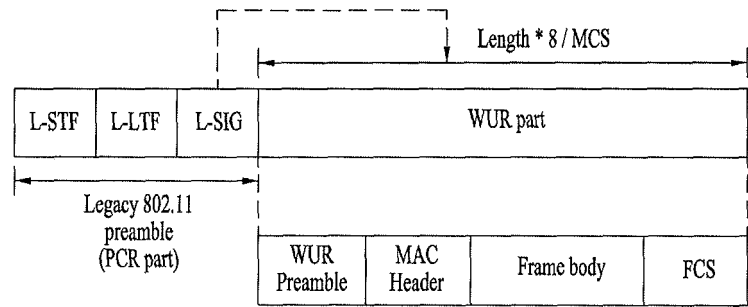 Length * 8 / MCS
L-STF
L-LTF
L-SIG
WUR part
Legacy 802.11
preamble
(PCR part)
WUR
Preamble
MAC
Header
Frame body
FCS